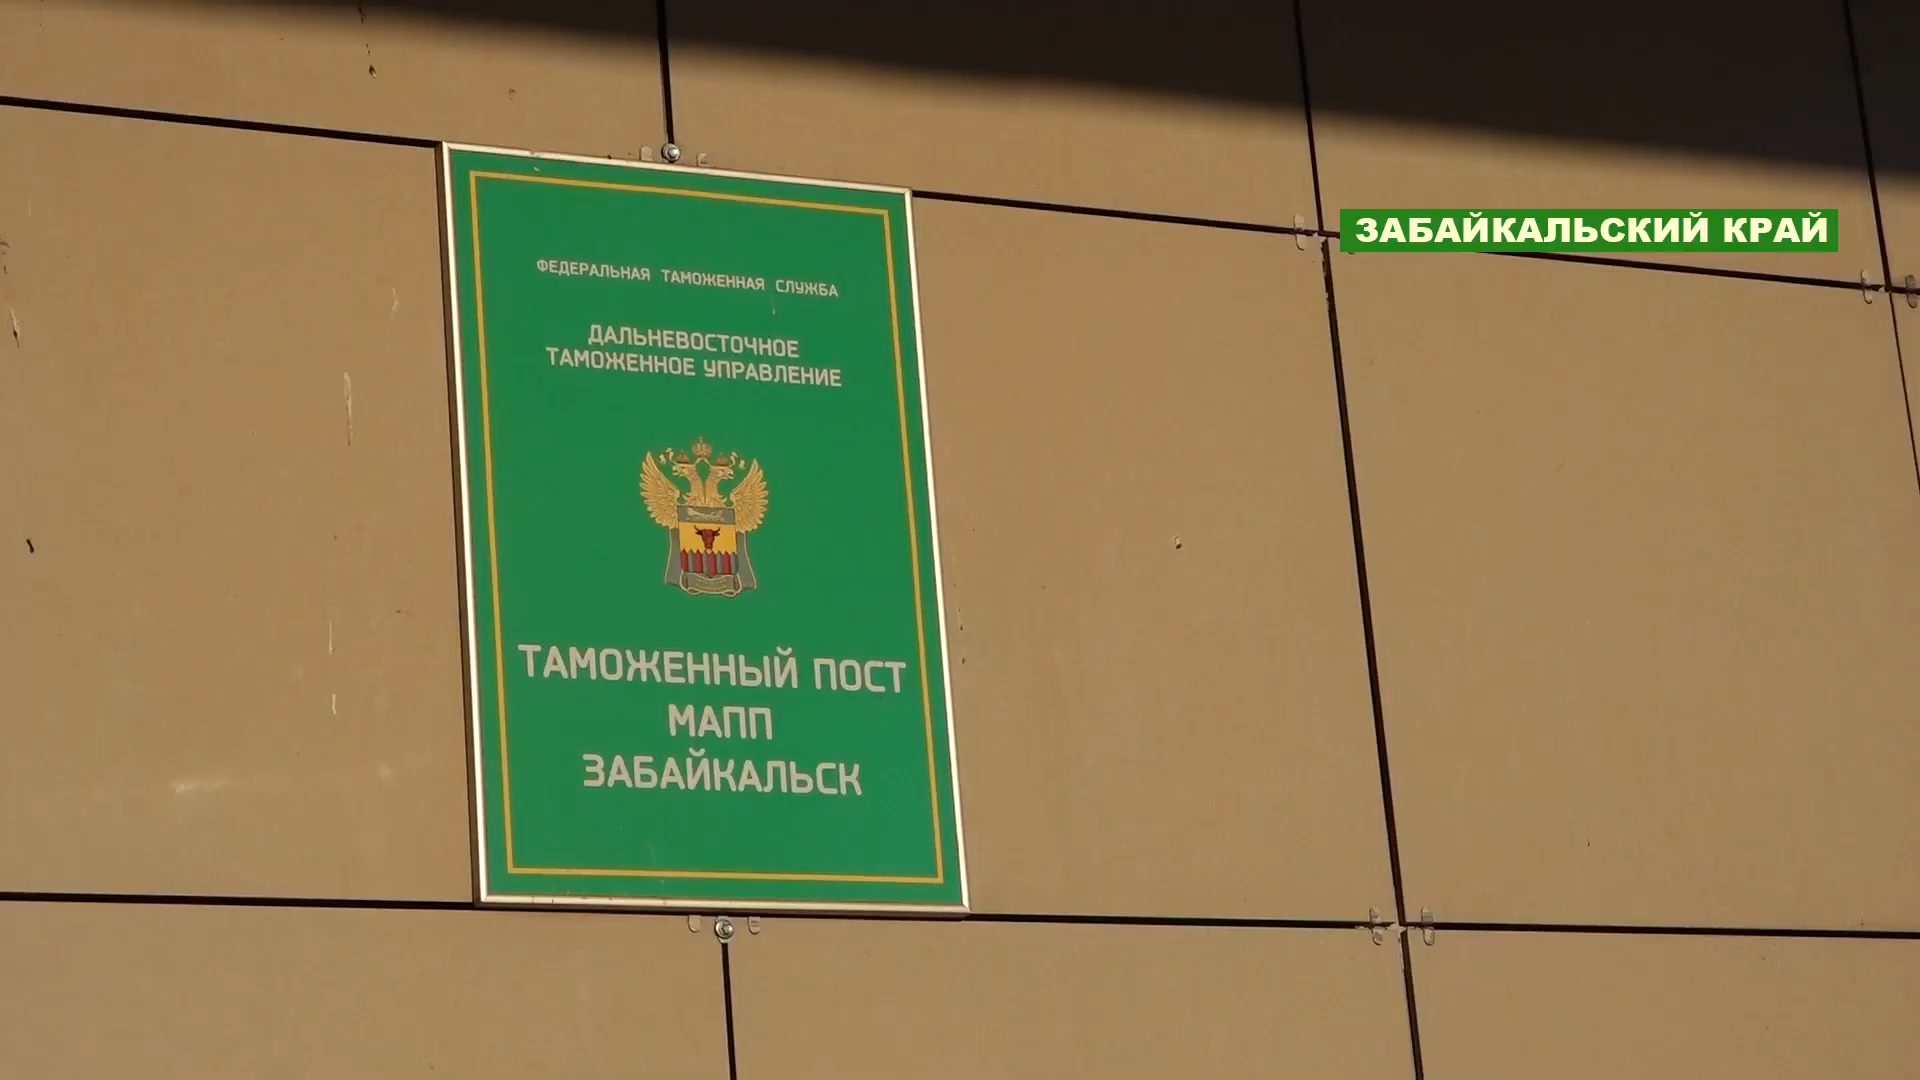 ЗАБАЙКАЛЬСКИЙ КРАЙ
ФЕДЕРАЛЬНАЯ ТАМОЖЕННАЯ СЛУЖБА
ДАЛЬНЕВОСТОЧНОЕ
ТАМОЖЕННОЕ УПРАВЛЕНИЕ
ТАМОЖЕННЫЙ ПОСТ
МАПП
ЗАБАЙКАЛЬСК